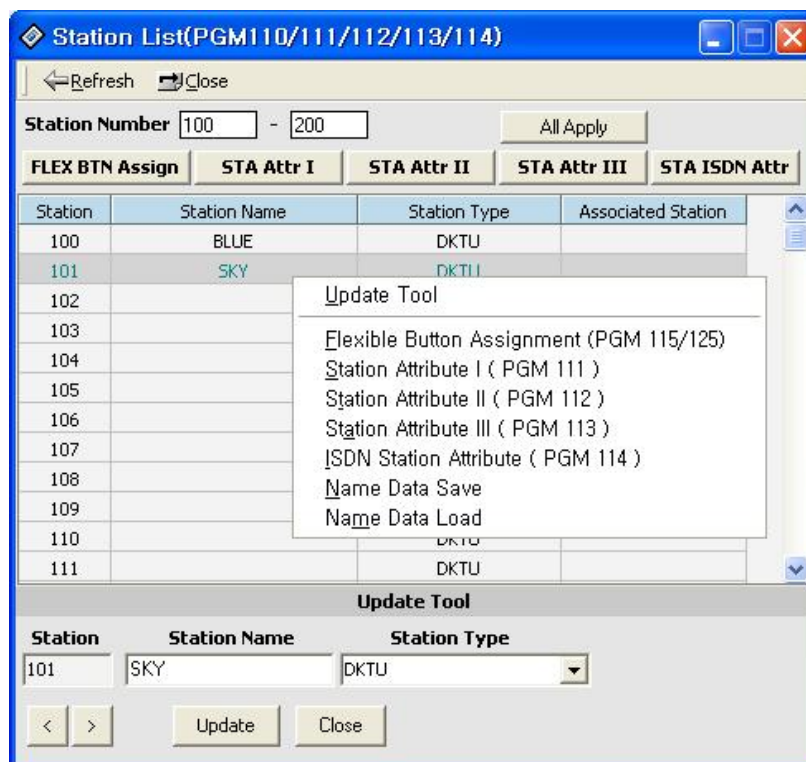 Station List(PGM110/111/112/113/114)
Refresh Close
Station Number 100 - 200 All Apply
FLEX BTN Assign STA Attr I STA Attr II STA Attr III STA ISDN Attr
Station Station Name Station Type Associated Station
100 BLUE DKTU
101 SKY DKTU
102
103
104
105
106
107
108
109
110 DKTU
111 DKTU
Update Tool
Flexible Button Assignment (PGM 115/125)
Station Attribute I ( PGM 111 )
Station Attribute II ( PGM 112 )
Station Attribute III ( PGM 113 )
ISDN Station Attribute ( PGM 114 )
Name Data Save
Name Data Load
Update Tool
Station Station Name Station Type
101 SKY DKTU
< > Update Close